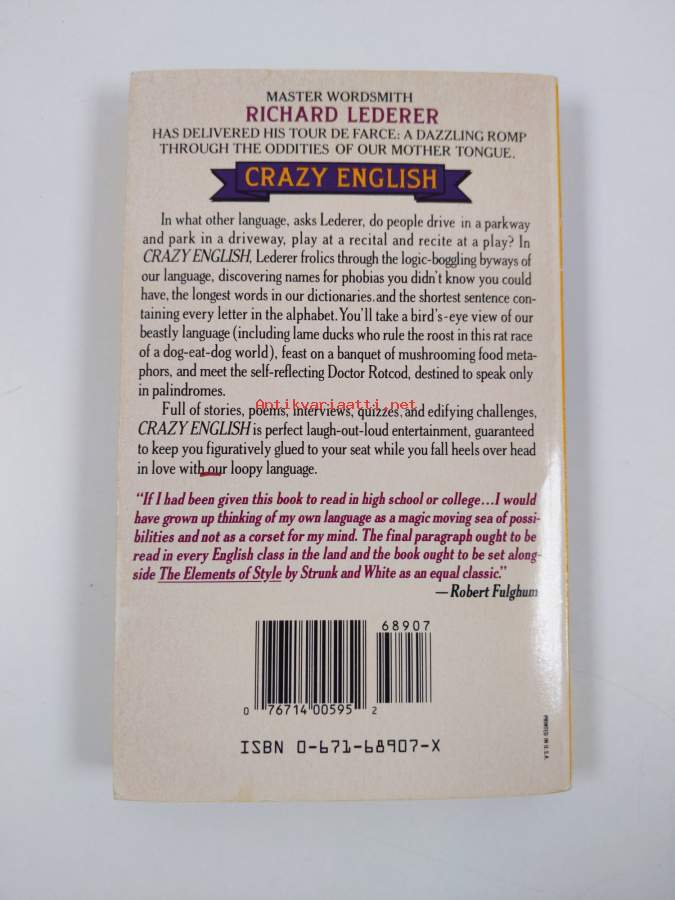 MASTER WORDSMITH
RICHARD LEDERER
HAS DELIVERED HIS TOUR DE FARCE: A DAZZLING ROMP
THROUGH THE ODDITIES OF OUR MOTHER TONGUE.
CRAZY ENGLISH
In what other language, asks Lederer, do people drive in a parkway
and park in a driveway, play at a recital and recite at a play? In
CRAZY ENGLISH, Lederer frolics through the logic-boggling byways of
our language, discovering names for phobias you didn't know you could
have, the longest words in our dictionaries, and the shortest sentence con-
taining every letter in the alphabet. You'll take a bird's-eye view of our
beastly language (including lame ducks who rule the roost in this rat race
of a dog-eat-dog world), feast on a banquet of mushrooming food meta-
phors, and meet the self-reflecting Doctor Rotcod, destined to speak only
in palindromes.
Antikvariaatti.net
Full of stories, poems, interviews, quizzes, and edifying challenges,
CRAZY ENGLISH is perfect laugh-out-loud entertainment, guaranteed
to keep you figuratively glued to your seat while you fall heels over head
in love with our loopy language.
"If I had been given this book to read in high school or college...I would
have grown up thinking of my own language as a magic moving sea of possi-
bilities and not as a corset for my mind. The final paragraph ought to be
read in every English class in the land and the book ought to be set along-
side The Elements of Style by Strunk and White as an equal classic."
—Robert Fulghum
68907
0 76714 00595 2
ISBN 0-671-68907-X
PRINTED IN U.S.A.